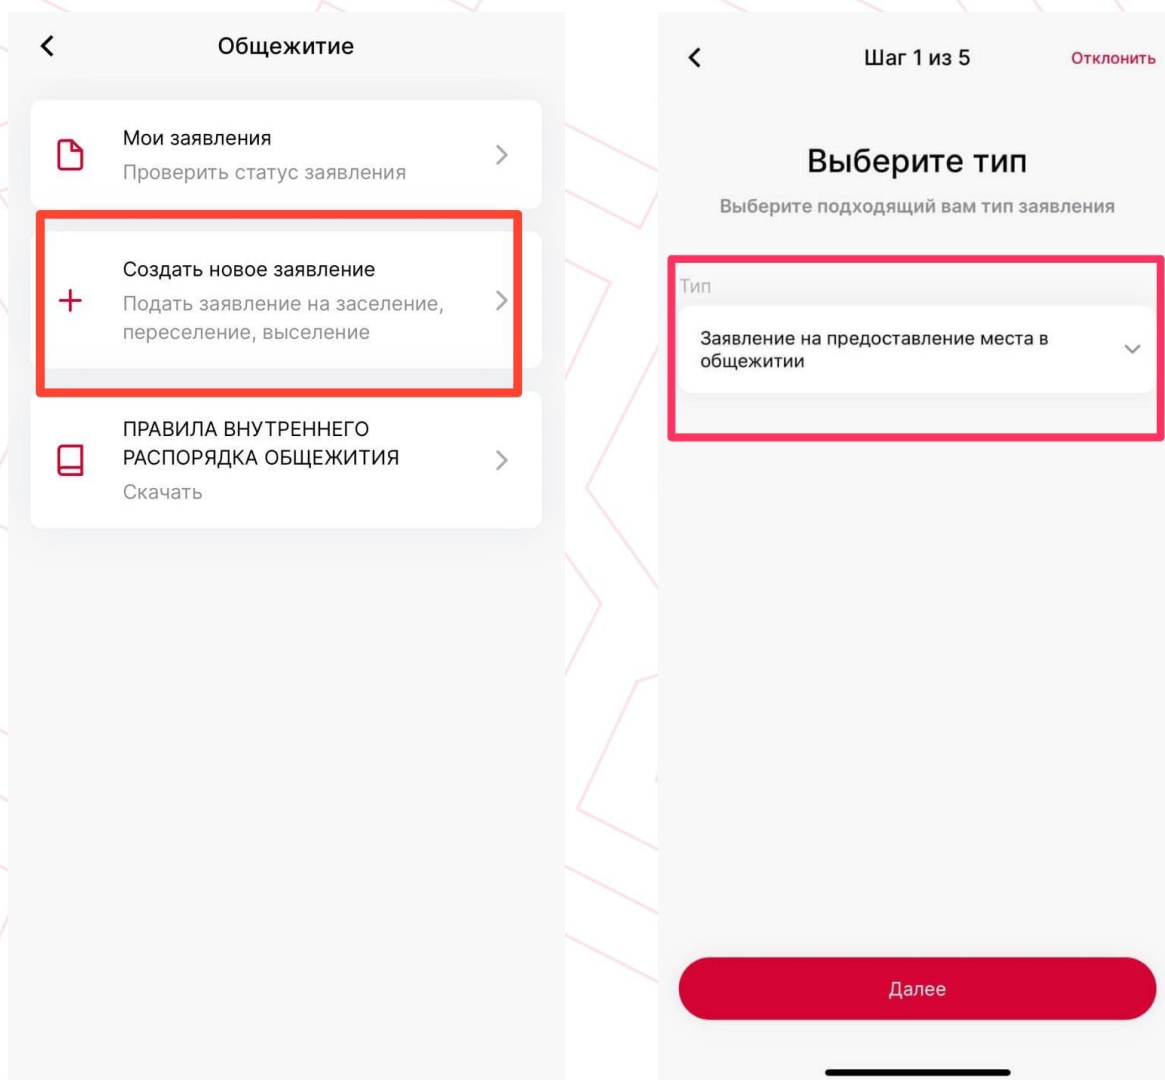 Общежитие
Мои заявления
Проверить статус заявления
Создать новое заявление
Подать заявление на заселение,
переселение, выселение
ПРАВИЛА ВНУТРЕННЕГО
РАСПОРЯДКА ОБЩЕЖИТИЯ
Скачать
Шаг 1 из 5
Отклонить
Выберите тип
Выберите подходящий вам тип заявления
Тип
Заявление на предоставление места в
общежитии
Далее